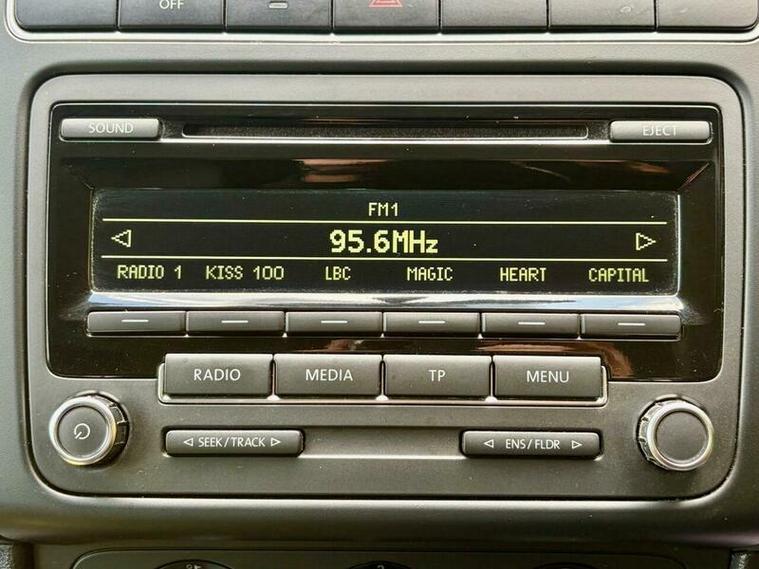 OFF
SOUND
EJECT
FM1
95.6MHz
RADIO 1 KISS 100 LBC MAGIC HEART CAPITAL
RADIO MEDIA TP MENU
SEEK/TRACK
ENS/FLDR